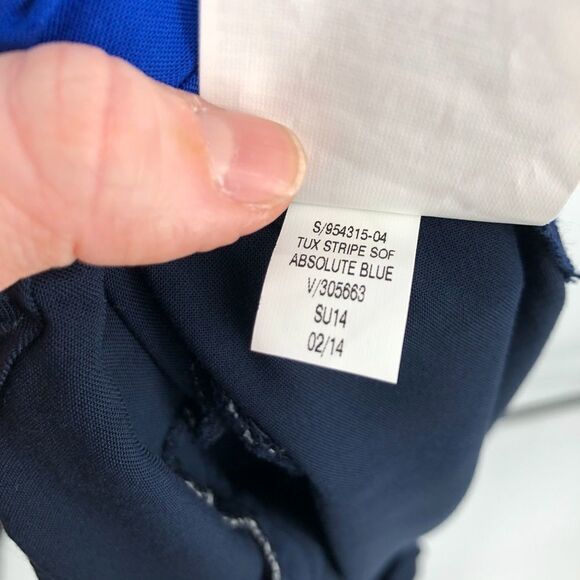 S/954315-04
TUX STRIPE SOF
ABSOLUTE BLUE
V/305663
SU14
02/14